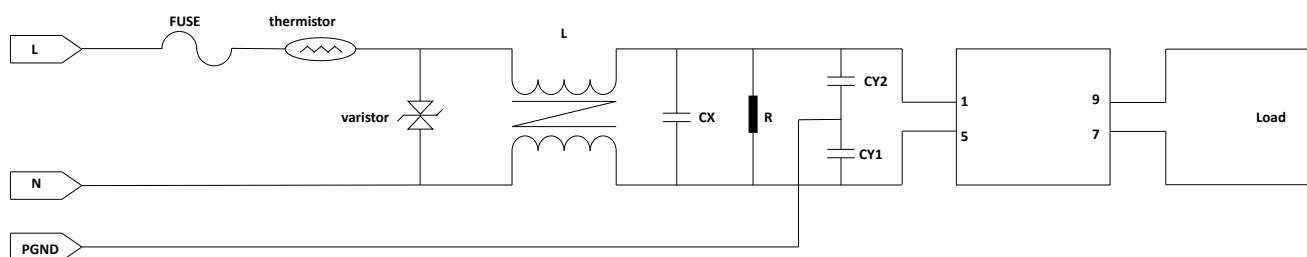 FUSE
thermistor
L
L
varistor
CX
R
CY2
CY1
1
5
9
7
Load
N
PGND